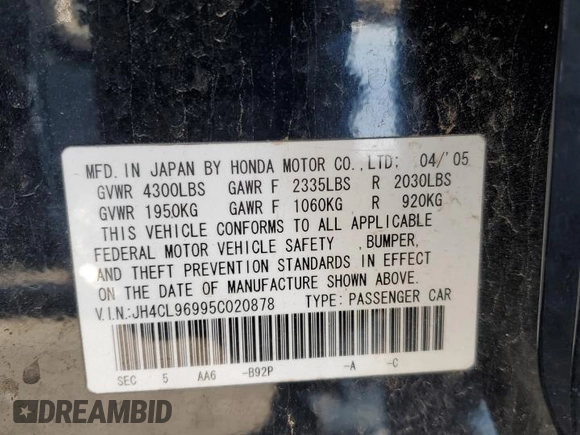 MFD. IN JAPAN BY HONDA MOTOR CO., LTD: 04/'05
GVWR 4300LBS GAWR F 2335LBS R 2030LBS
GVWR 1950KG GAWR F 1060KG R 920KG
THIS VEHICLE CONFORMS TO ALL APPLICABLE
FEDERAL MOTOR VEHICLE SAFETY ,BUMPER,
AND THEFT PREVENTION STANDARDS IN EFFECT
ON THE DATE OF MANUFACTURE SHOWN ABOVE.
V.I.N.:JH4CL96995C020878 TYPE: PASSENGER CAR
SEC 5 AA6 -B92P -A -C
DREAMBID